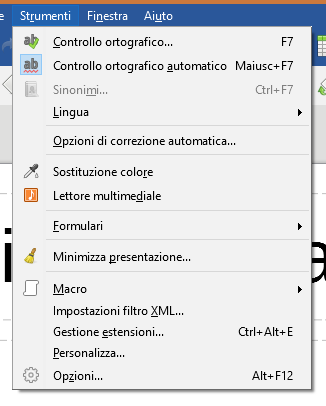 Strumenti Finestra Aiuto
Controllo ortografico... F7
Controllo ortografico automatico Maiusc+F7
Sinonimi... Ctrl+F7
Lingua
Opzioni di correzione automatica...
Sostituzione colore
Lettore multimediale
Formulari
Minimizza presentazione...
Macro
Impostazioni filtro XML...
Gestione estensioni... Ctrl+Alt+E
Personalizza...
Opzioni... Alt+F12